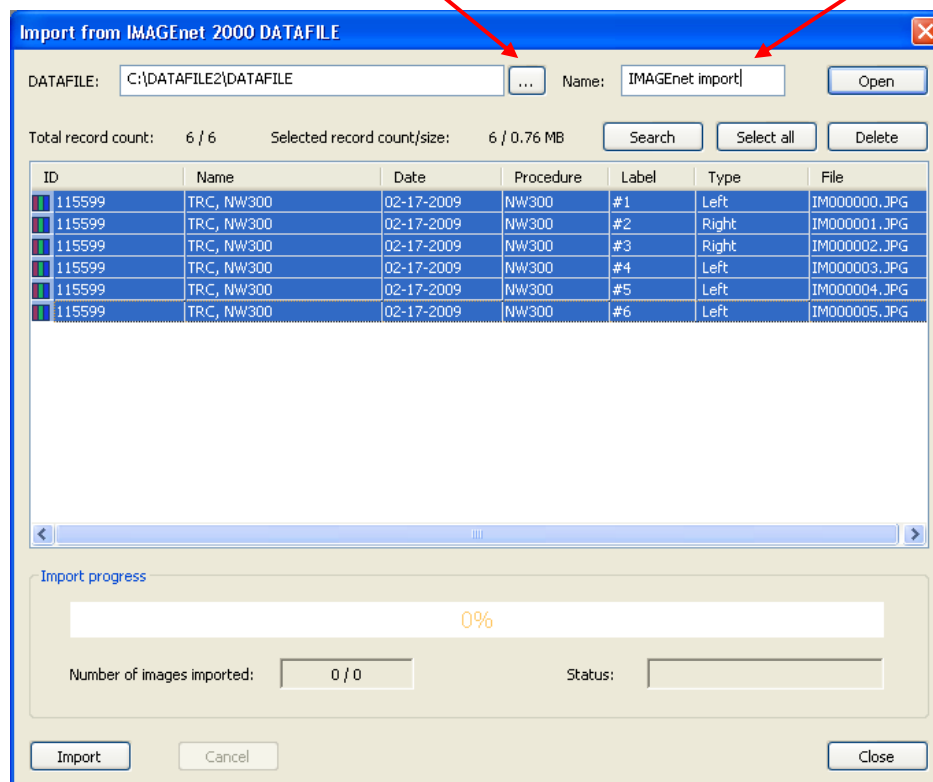 Import from IMAGEnet 2000 DATAFILE
DATAFILE: C:\DATAFILE2\DATAFILE ... Name: IMAGEnet import Open
Total record count: 6 / 6 Selected record count/size: 6 / 0.76 MB Search Select all Delete
ID Name Date Procedure Label Type File
115599 TRC, NW300 02-17-2009 NW300 #1 Left IM000000.JPG
115599 TRC, NW300 02-17-2009 NW300 #2 Right IM000001.JPG
115599 TRC, NW300 02-17-2009 NW300 #3 Right IM000002.JPG
115599 TRC, NW300 02-17-2009 NW300 #4 Left IM000003.JPG
115599 TRC, NW300 02-17-2009 NW300 #5 Left IM000004.JPG
115599 TRC, NW300 02-17-2009 NW300 #6 Left IM000005.JPG
Import progress
0%
Number of images imported: 0 / 0 Status:
Import Cancel Close